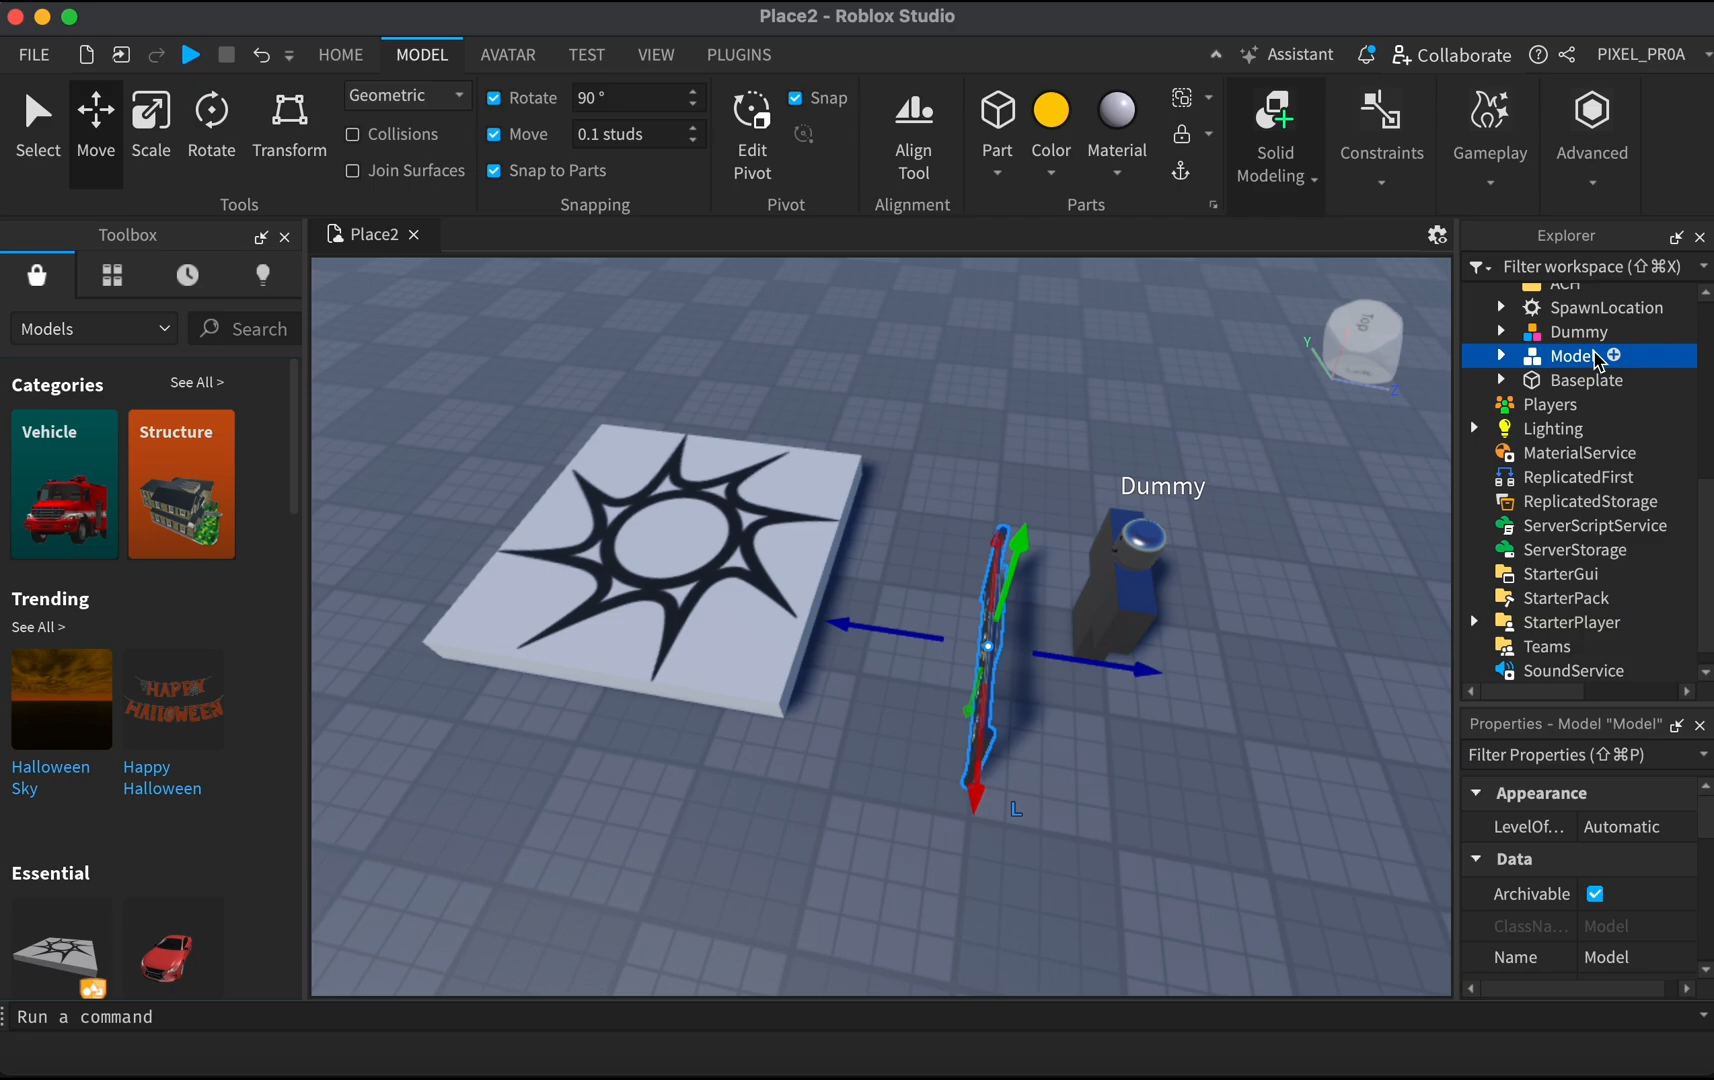 Place2 - Roblox Studio
FILE
HOME
MODEL
AVATAR
TEST
VIEW
PLUGINS
Assistant
Collaborate
PIXEL_PR0A
Select
Move
Scale
Rotate
Transform
Geometric
Collisions
Join Surfaces
Tools
Rotate
90 °
Move
0.1 studs
Snap to Parts
Snapping
Edit
Pivot
Snap
Pivot
Align
Tool
Alignment
Part
Color
Material
Parts
Solid
Modeling
Constraints
Gameplay
Advanced
Toolbox
Models
Search
Categories
See All >
Vehicle
Structure
Trending
See All >
HAPPY
HALLOWEEN
Halloween
Sky
Happy
Halloween
Essential
Place2
Dummy
L
Top
Y
Z
Explorer
Filter workspace (⇧⌘X)
ACH
SpawnLocation
Dummy
Model
Baseplate
Players
Lighting
MaterialService
ReplicatedFirst
ReplicatedStorage
ServerScriptService
ServerStorage
StarterGui
StarterPack
StarterPlayer
Teams
SoundService
Properties - Model "Model"
Filter Properties (⇧⌘P)
Appearance
LevelOf... Automatic
Data
Archivable
ClassNa... Model
Name Model
Run a command